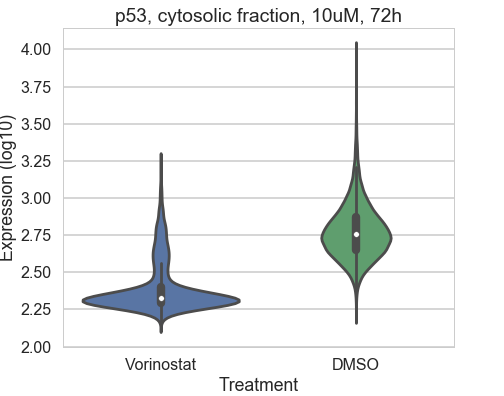 p53, cytosolic fraction, 10uM, 72h
Expression (log10)
4.00
3.75
3.50
3.25
3.00
2.75
2.50
2.25
2.00
Vorinostat
DMSO
Treatment